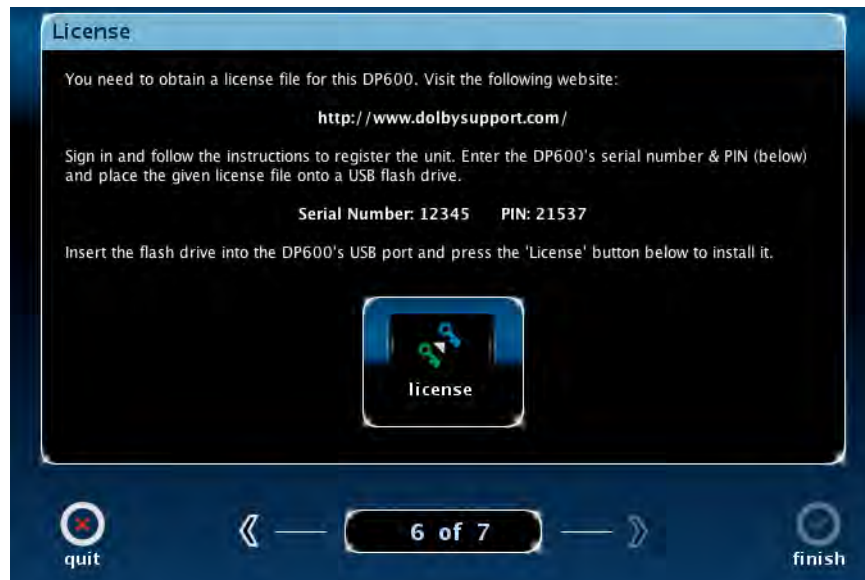 License
You need to obtain a license file for this DP600. Visit the following website:
http://www.dolbysupport.com/
Sign in and follow the instructions to register the unit. Enter the DP600's serial number & PIN (below)
and place the given license file onto a USB flash drive.
Serial Number: 12345 PIN: 21537
Insert the flash drive into the DP600's USB port and press the 'License' button below to install it.
license
6 of 7
quit
finish